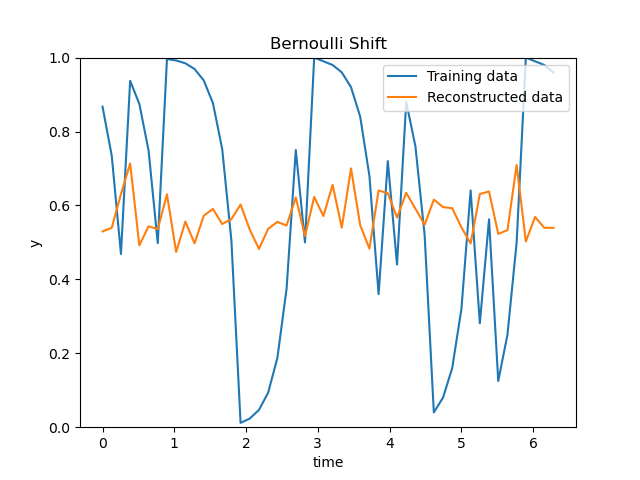 Bernoulli Shift
Training data
Reconstructed data
y
1.0
0.8
0.6
0.4
0.2
0.0
0 1 2 3 4 5 6
time